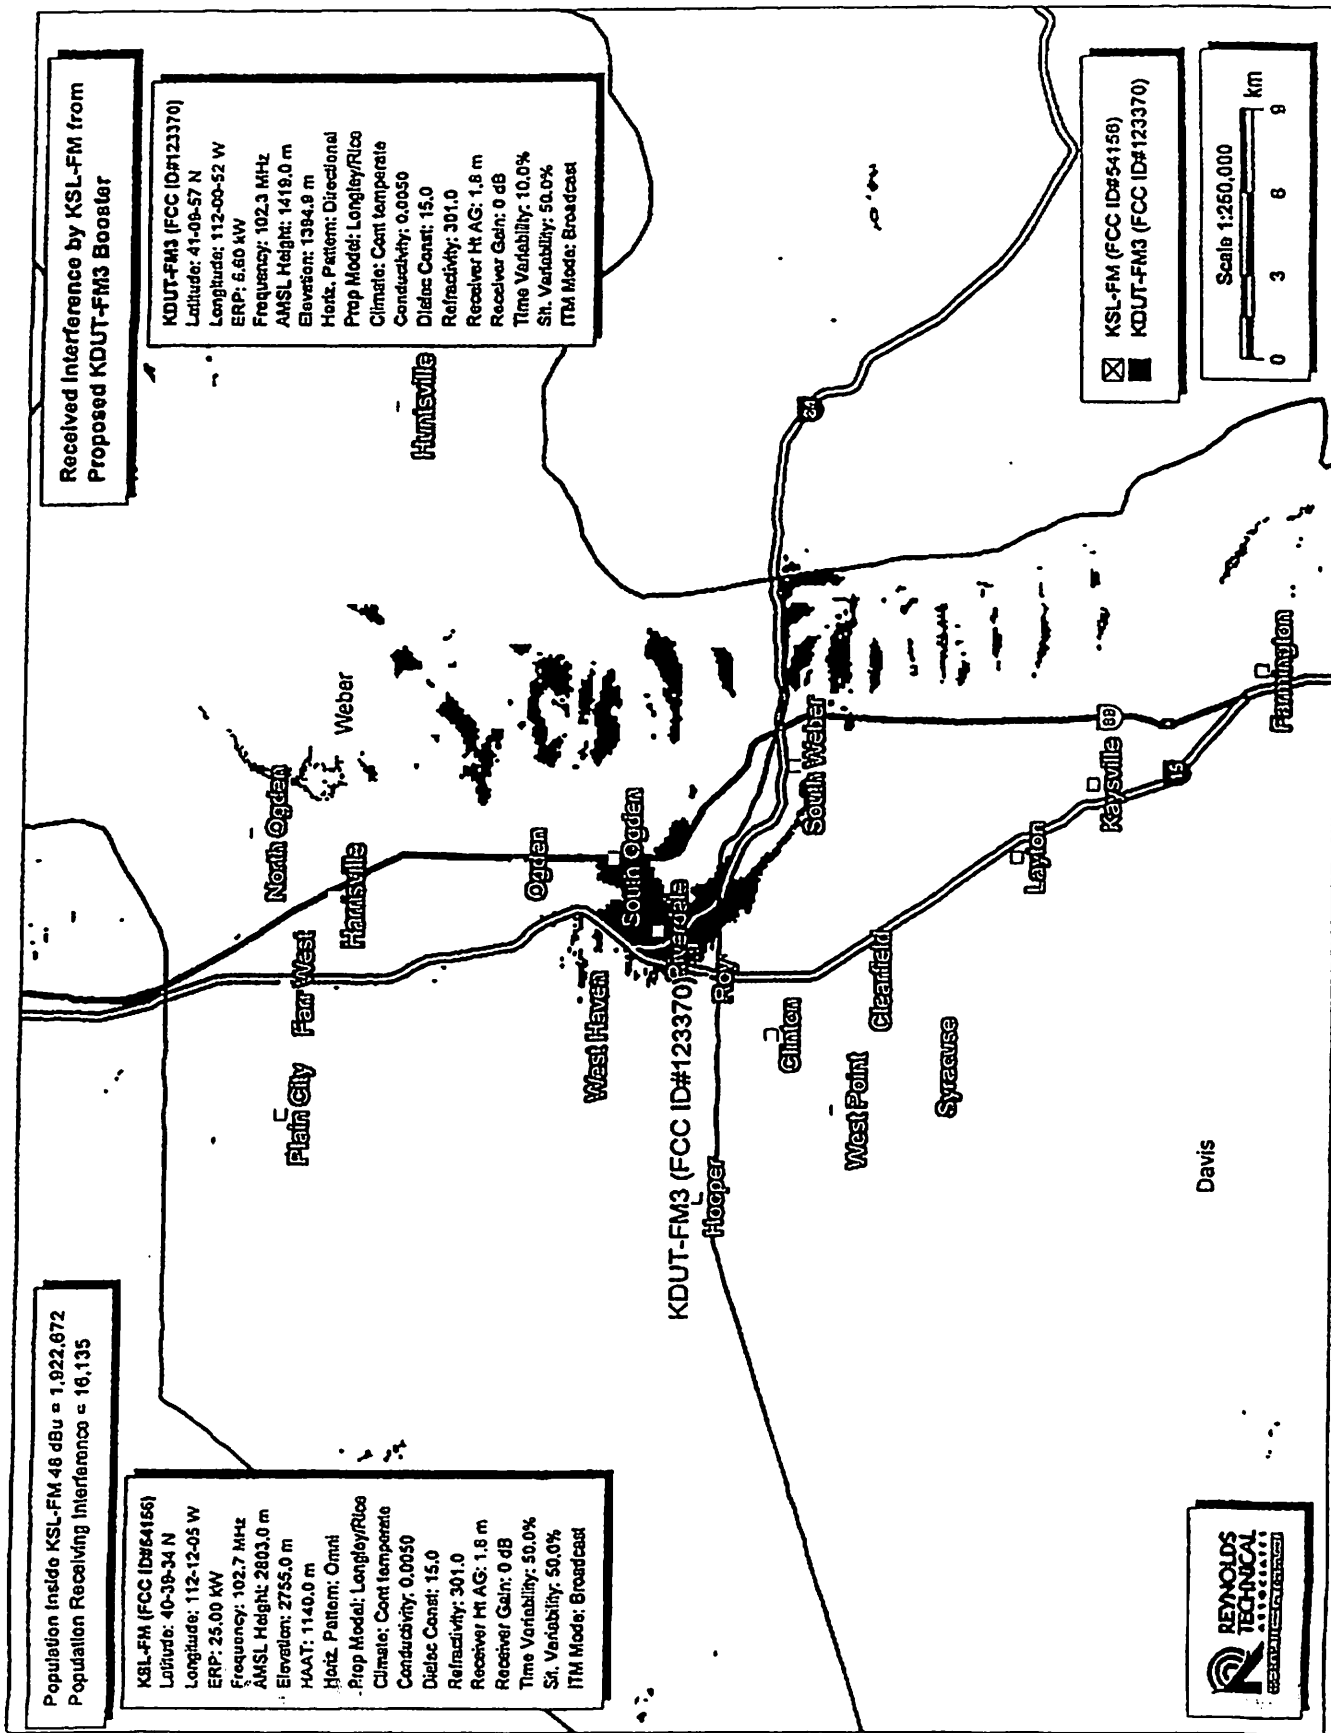 Population Inside KSL-FM 48 dBu = 1,922,672
Population Receiving Interference = 16,135
KSL-FM (FCC ID#54156)
Latitude: 40-39-34 N
Longitude: 112-12-05 W
ERP: 25.00 kW
Frequency: 102.7 MHz
AMSL Height: 2803.0 m
Elevation: 2755.0 m
HAAT: 1140.0 m
Horiz. Pattern: Omni
Prop Model: Longley/Rice
Climate: Cont temperate
Conductivity: 0.0050
Dielec Const: 15.0
Refractivity: 301.0
Receiver Ht AG: 1.8 m
Receiver Gain: 0 dB
Time Variability: 50.0%
Sit. Variability: 50.0%
ITM Mode: Broadcast
Received Interference by KSL-FM from
Proposed KDUT-FM3 Booster
KDUT-FM3 (FCC ID#123370)
Latitude: 41-09-57 N
Longitude: 112-00-52 W
ERP: 6.60 kW
Frequency: 102.3 MHz
AMSL Height: 1419.0 m
Elevation: 1394.9 m
Horiz. Pattern: Directional
Prop Model: Longley/Rice
Climate: Cont temperate
Conductivity: 0.0050
Dielec Const: 15.0
Refractivity: 301.0
Receiver Ht AG: 1.8 m
Receiver Gain: 0 dB
Time Variability: 10.0%
Sit. Variability: 50.0%
ITM Mode: Broadcast
Plain City
Farr West
North Ogden
Harrisville
Weber
Huntsville
Ogden
West Haven
South Ogden
Riverdale
KDUT-FM3 (FCC ID#123370)
Hooper
Roy
Clinton
South Weber
84
West Point
Clearfield
Syracuse
Layton
Kaysville
89
15
Davis
Farmington
KSL-FM (FCC ID#54156)
KDUT-FM3 (FCC ID#123370)
Scale 1:250,000
0 3 6 9 km
REYNOLDS
TECHNICAL
ASSOCIATES